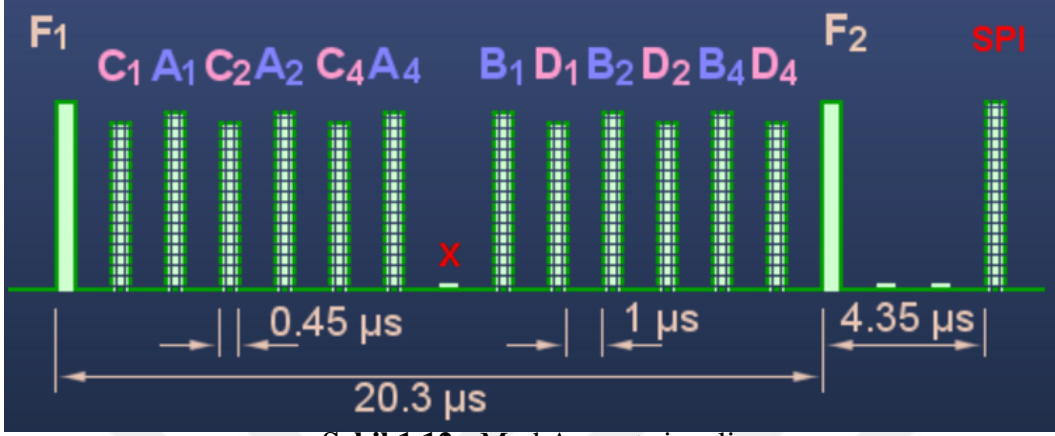 F1 F2 SPI
C1 A1 C2 A2 C4 A4 B1 D1 B2 D2 B4 D4
X
0.45 µs 1 µs 4.35 µs
20.3 µs